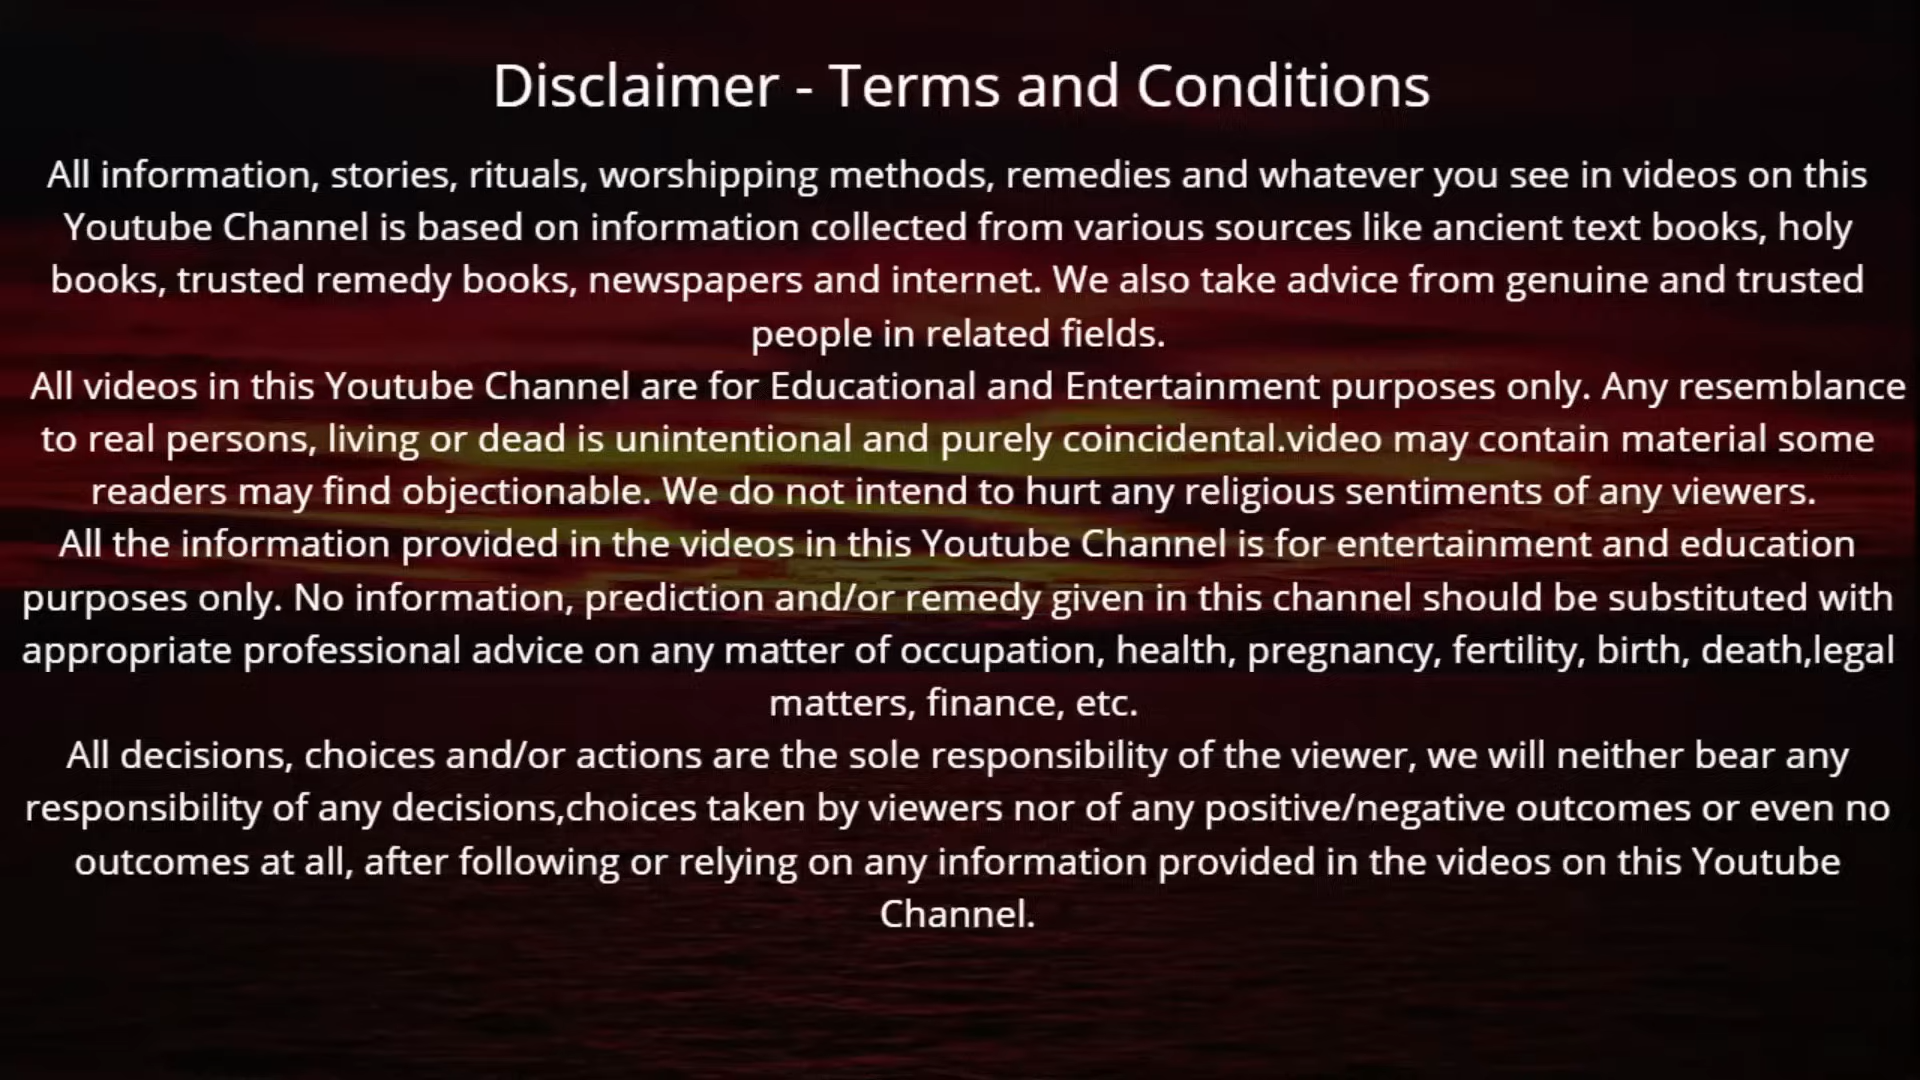 Disclaimer - Terms and Conditions
All information, stories, rituals, worshipping methods, remedies and whatever you see in videos on this
Youtube Channel is based on information collected from various sources like ancient text books, holy
books, trusted remedy books, newspapers and internet. We also take advice from genuine and trusted
people in related fields.
All videos in this Youtube Channel are for Educational and Entertainment purposes only. Any resemblance
to real persons, living or dead is unintentional and purely coincidental.video may contain material some
readers may find objectionable. We do not intend to hurt any religious sentiments of any viewers.
All the information provided in the videos in this Youtube Channel is for entertainment and education
purposes only. No information, prediction and/or remedy given in this channel should be substituted with
appropriate professional advice on any matter of occupation, health, pregnancy, fertility, birth, death,legal
matters, finance, etc.
All decisions, choices and/or actions are the sole responsibility of the viewer, we will neither bear any
responsibility of any decisions,choices taken by viewers nor of any positive/negative outcomes or even no
outcomes at all, after following or relying on any information provided in the videos on this Youtube
Channel.